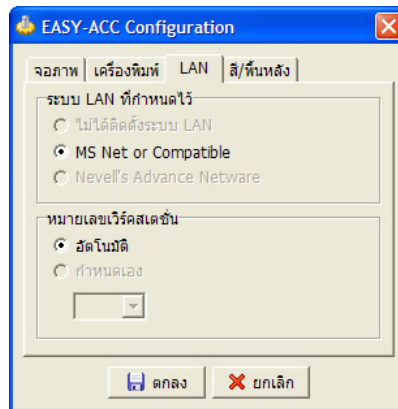 EASY-ACC Configuration
จอภาพ เครื่องพิมพ์ LAN สี/พื้นหลัง
ระบบ LAN ที่กำหนดไว้
ไม่ได้ติดตั้งระบบ LAN
MS Net or Compatible
Nevell's Advance Netware
หมายเลขเวิร์คสเตชั่น
อัตโนมัติ
กำหนดเอง
ตกลง ยกเลิก